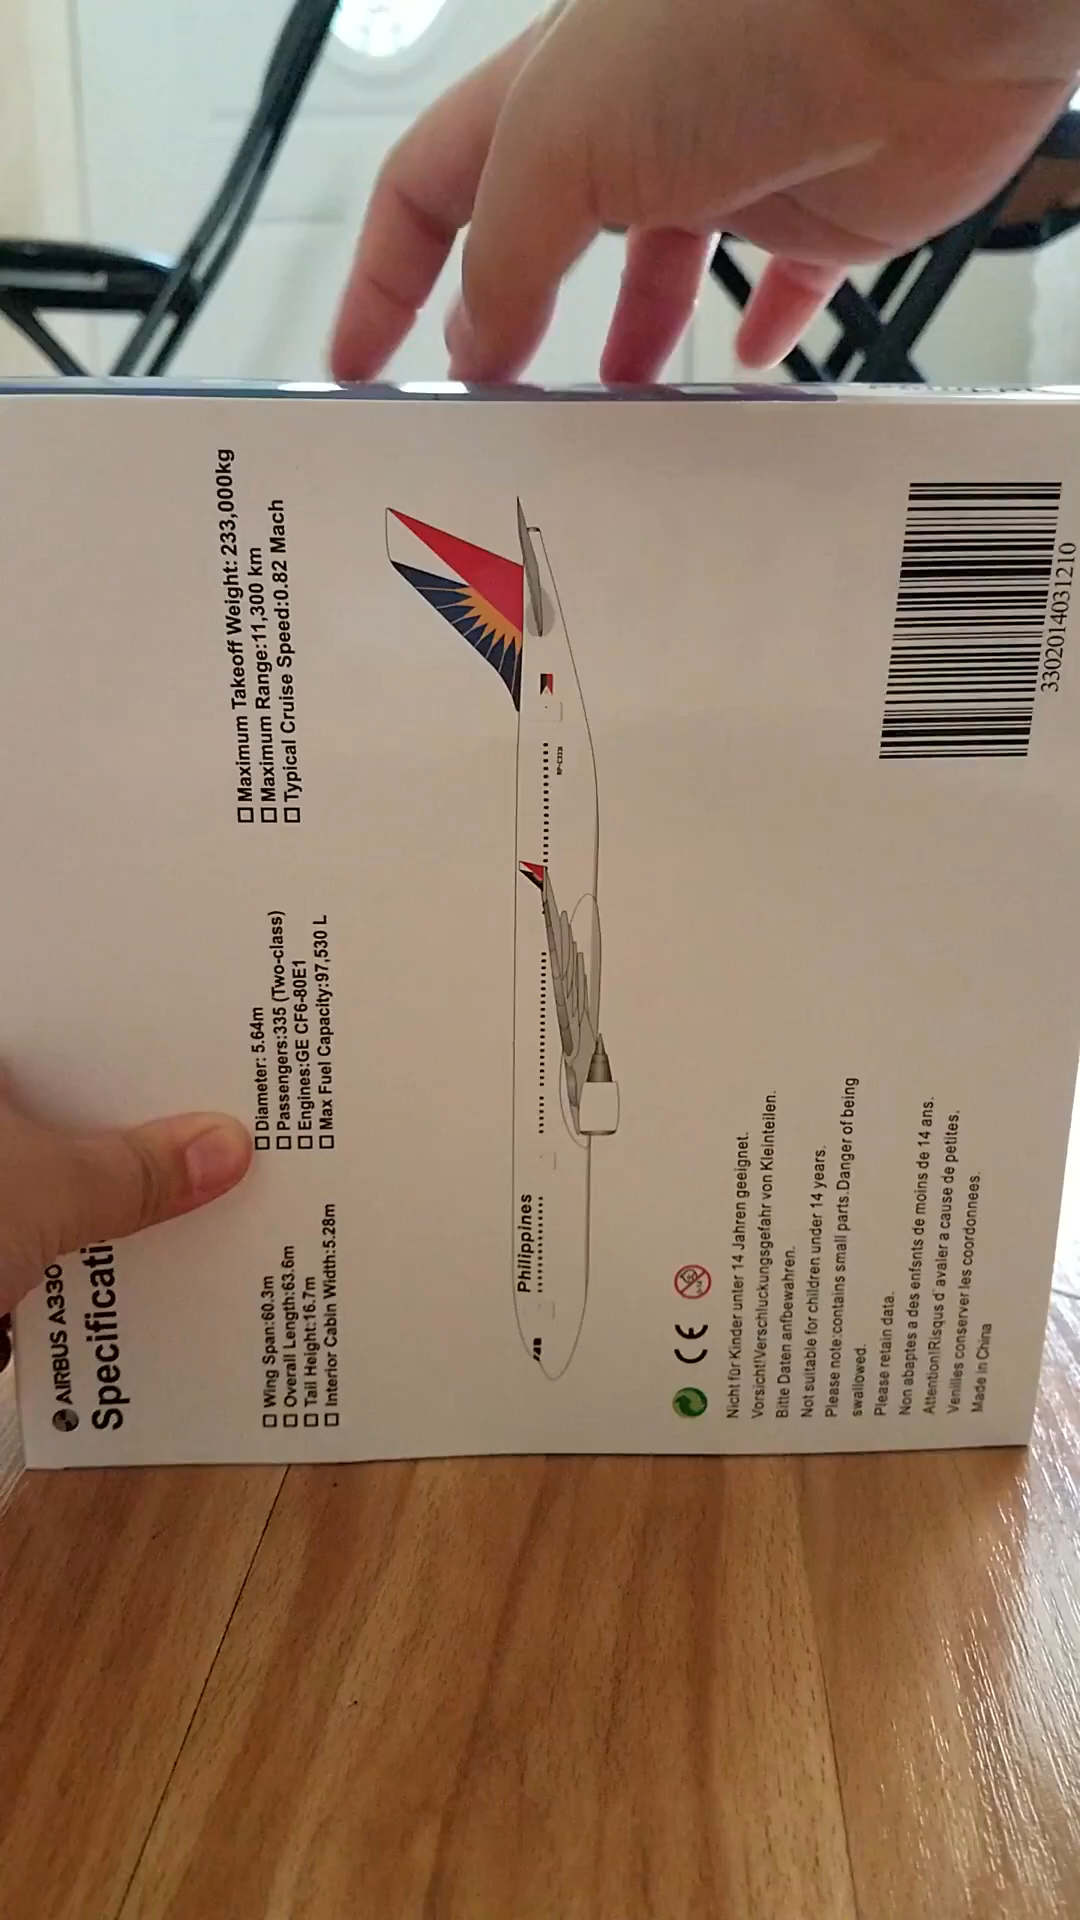 AIRBUS A330
Specificati
☐ Wing Span:60.3m
☐ Overall Length:63.6m
☐ Tail Height:16.7m
☐ Interior Cabin Width:5.28m
☐ Diameter: 5.64m
☐ Passengers:335 (Two-class)
☐ Engines:GE CF6-80E1
☐ Max Fuel Capacity:97,530 L
☐ Maximum Takeoff Weight: 233,000kg
☐ Maximum Range:11,300 km
☐ Typical Cruise Speed:0.82 Mach
Philippines
CE
Nicht für Kinder unter 14 Jahren geeignet.
Vorsicht!Verschluckungsgefahr von Kleinteilen.
Bitte Daten anfbewahren.
Not suitable for children under 14 years.
Please note:contains small parts.Danger of being
swallowed.
Please retain data.
Non abaptes a des enfsnts de moins de 14 ans.
Attention!Risqus d'avaler a cause de petites,
Venilles conserver les coordonnees.
Made in China
3302014031210